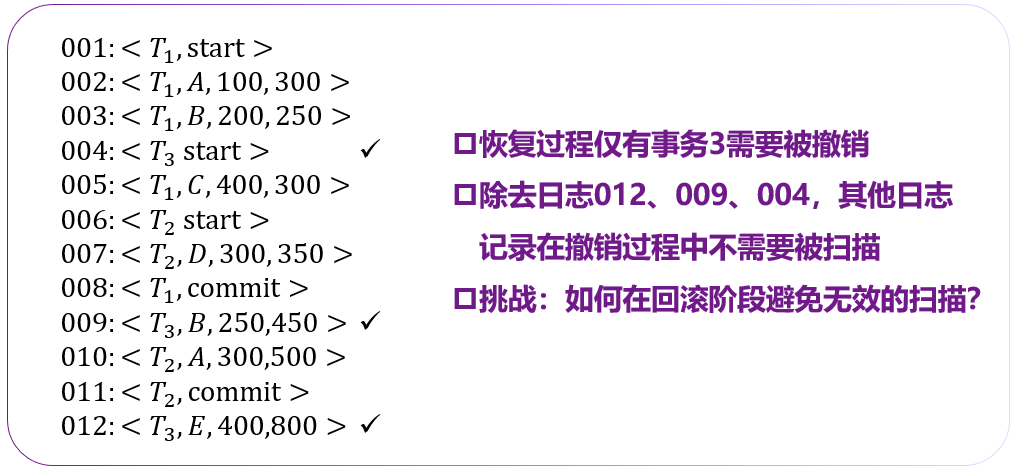 001: < T₁, start >
002: < T₁, A, 100, 300 >
003: < T₁, B, 200, 250 >
004: < T₃ start > ✓
005: < T₁, C, 400, 300 >
006: < T₂ start >
007: < T₂, D, 300, 350 >
008: < T₁, commit >
009: < T₃, B, 250,450 > ✓
010: < T₂, A, 300,500 >
011: < T₂, commit >
012: < T₃, E, 400,800 > ✓
恢复过程仅有事务3需要被撤销
除去日志012、009、004，其他日志
记录在撤销过程中不需要被扫描
挑战：如何在回滚阶段避免无效的扫描？